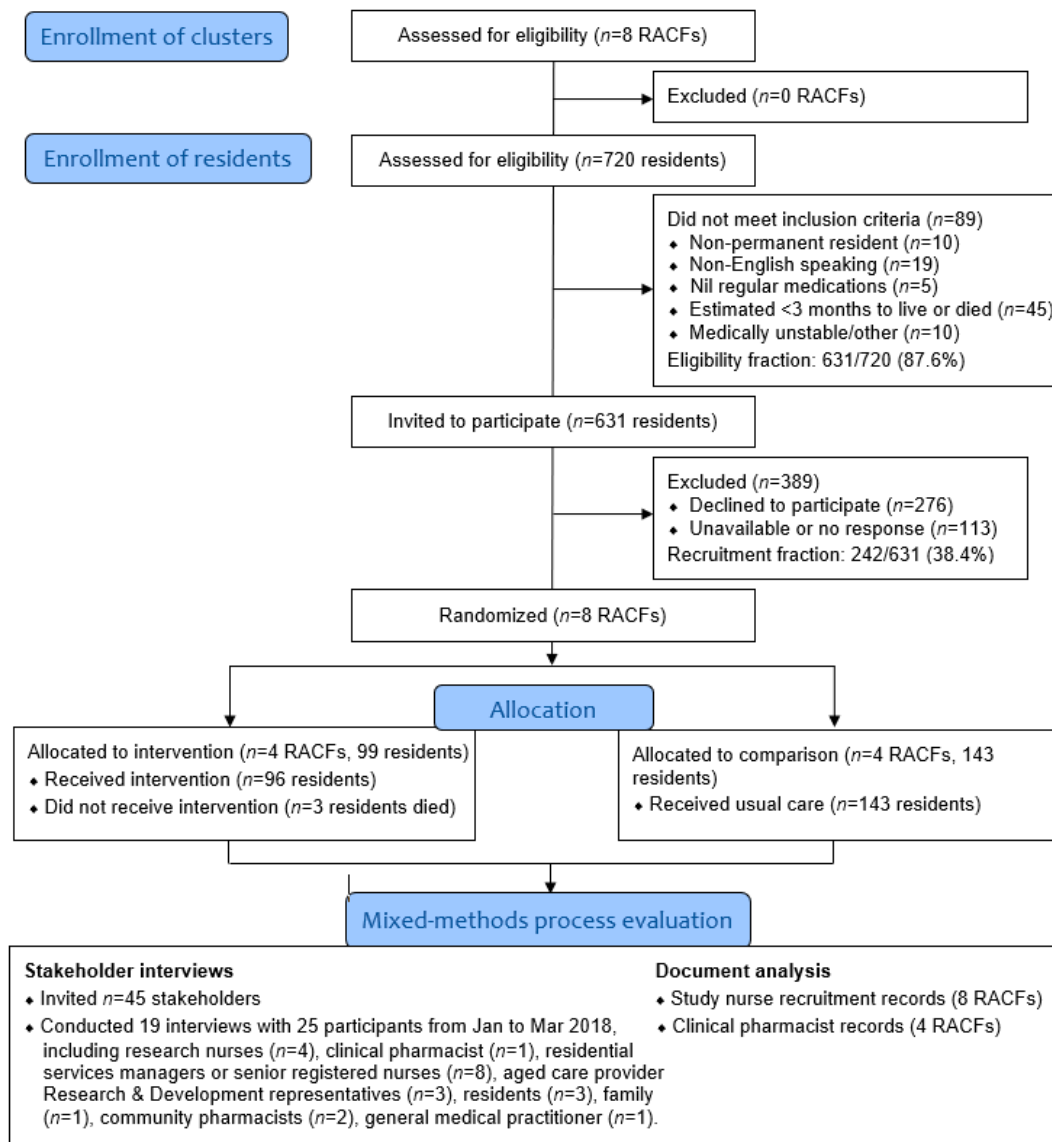 Enrollment of clusters
Assessed for eligibility (n=8 RACFs)
Excluded (n=0 RACFs)
Enrollment of residents
Assessed for eligibility (n=720 residents)
Did not meet inclusion criteria (n=89)
⬥ Non-permanent resident (n=10)
⬥ Non-English speaking (n=19)
⬥ Nil regular medications (n=5)
⬥ Estimated <3 months to live or died (n=45)
⬥ Medically unstable/other (n=10)
Eligibility fraction: 631/720 (87.6%)
Invited to participate (n=631 residents)
Excluded (n=389)
⬥ Declined to participate (n=276)
⬥ Unavailable or no response (n=113)
Recruitment fraction: 242/631 (38.4%)
Randomized (n=8 RACFs)
Allocation
Allocated to intervention (n=4 RACFs, 99 residents)
⬥ Received intervention (n=96 residents)
⬥ Did not receive intervention (n=3 residents died)
Allocated to comparison (n=4 RACFs, 143
residents)
⬥ Received usual care (n=143 residents)
Mixed-methods process evaluation
Stakeholder interviews
⬥ Invited n=45 stakeholders
⬥ Conducted 19 interviews with 25 participants from Jan to Mar 2018,
including research nurses (n=4), clinical pharmacist (n=1), residential
services managers or senior registered nurses (n=8), aged care provider
Research & Development representatives (n=3), residents (n=3), family
(n=1), community pharmacists (n=2), general medical practitioner (n=1).
Document analysis
⬥ Study nurse recruitment records (8 RACFs)
⬥ Clinical pharmacist records (4 RACFs)